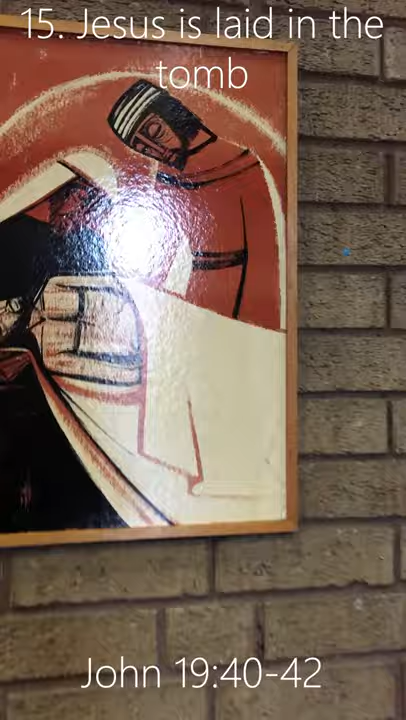 15. Jesus is laid in the
tomb
John 19:40-42